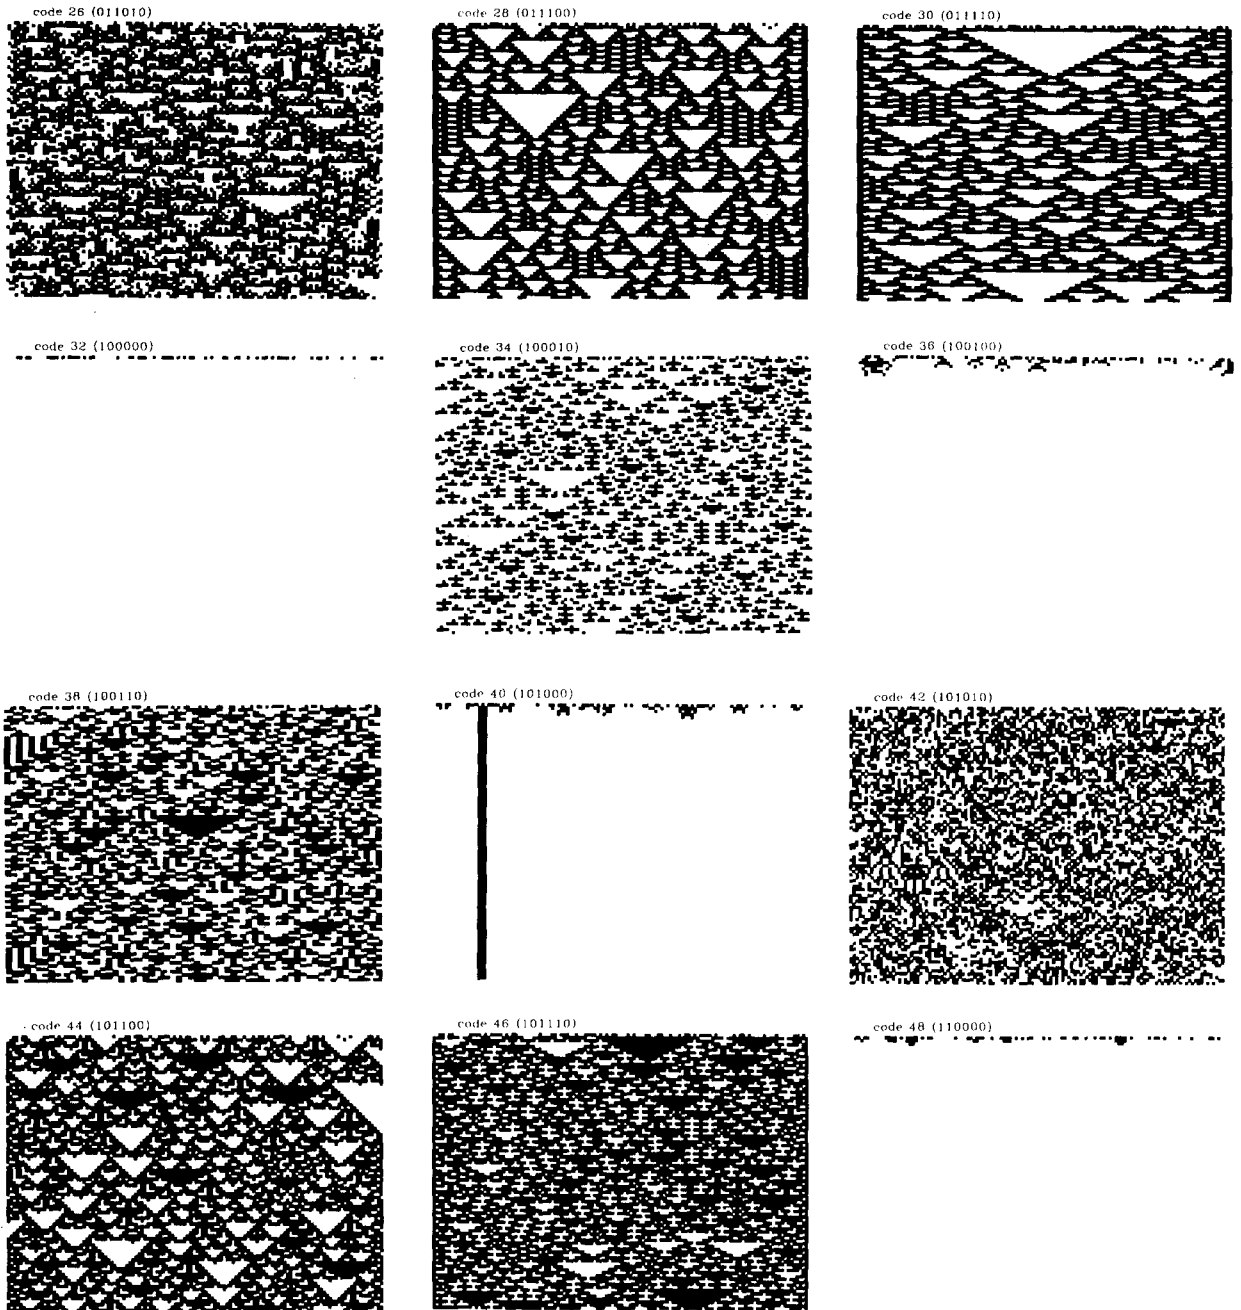 code 26 (011010)
code 28 (011100)
code 30 (011110)
code 32 (100000)
code 34 (100010)
code 36 (100100)
code 38 (100110)
code 40 (101000)
code 42 (101010)
code 44 (101100)
code 46 (101110)
code 48 (110000)